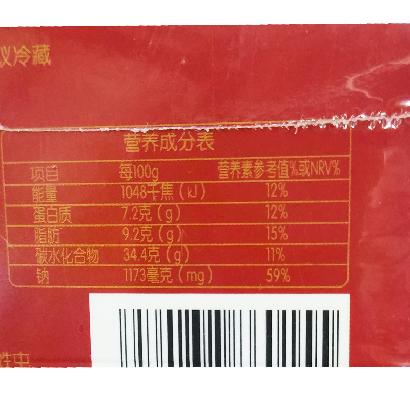 议冷藏
营养成分表
项目 每100g 营养素参考值%或NRV%
能量 1048千焦(kJ) 12%
蛋白质 7.2克(g) 12%
脂肪 9.2克(g) 15%
碳水化合物 34.4克(g) 11%
钠 1173毫克(mg) 59%